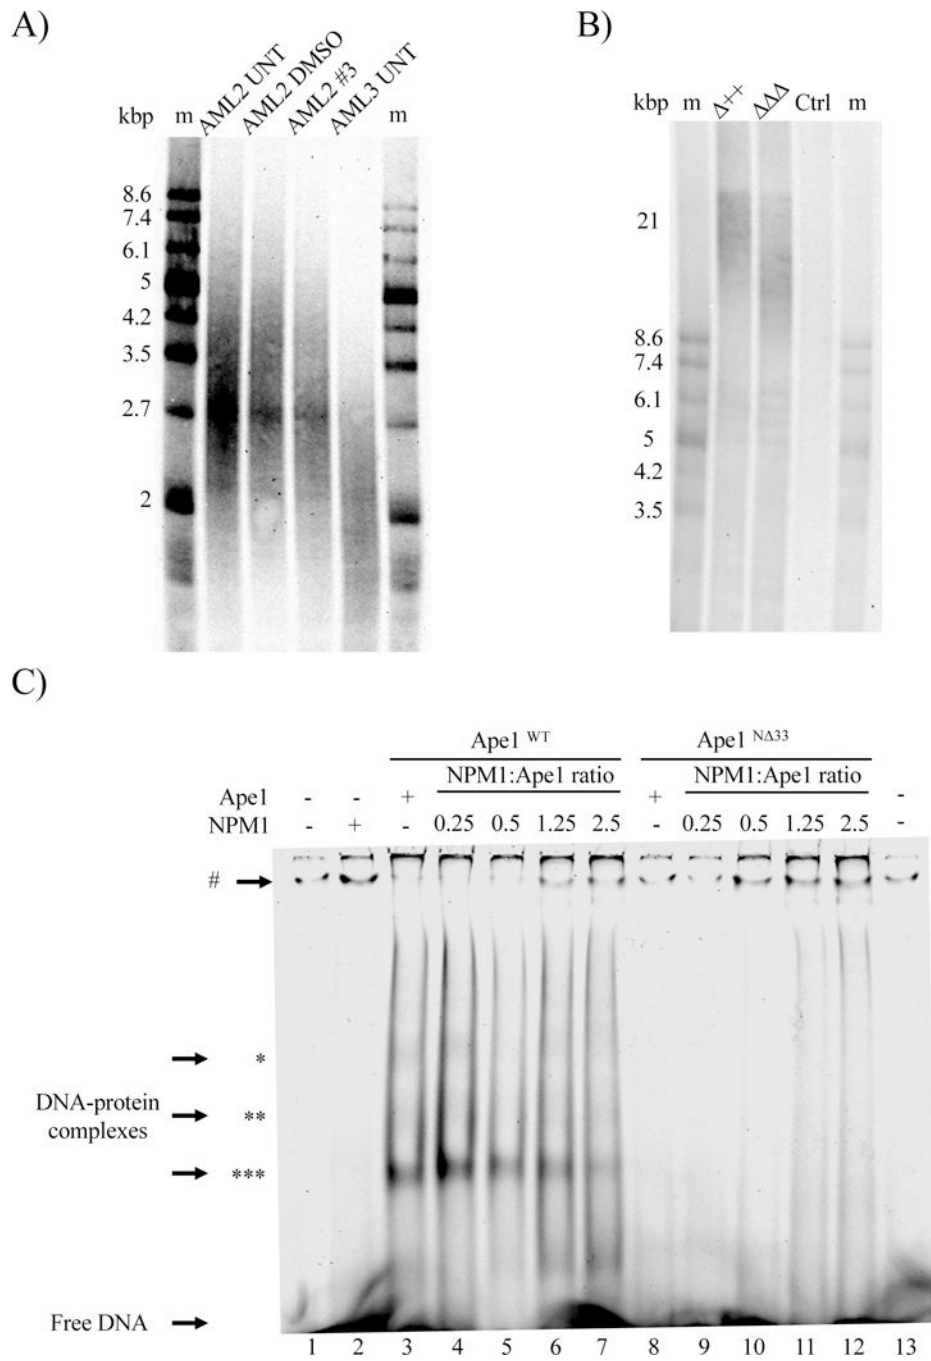 A)
kbp m AML2 UNT AML2 DMSO AML2 #3 AML3 UNT m
8.6
7.4
6.1
5
4.2
3.5
2.7
2
B)
kbp m Δ++ ΔΔΔ Ctrl m
21
8.6
7.4
6.1
5
4.2
3.5
C)
Ape1 WT Ape1 NΔ33
NPM1:Ape1 ratio NPM1:Ape1 ratio
Ape1 - - + + -
NPM1 - + - 0.25 0.5 1.25 2.5 - 0.25 0.5 1.25 2.5 -
#
*
DNA-protein
complexes
**
***
Free DNA
1 2 3 4 5 6 7 8 9 10 11 12 13